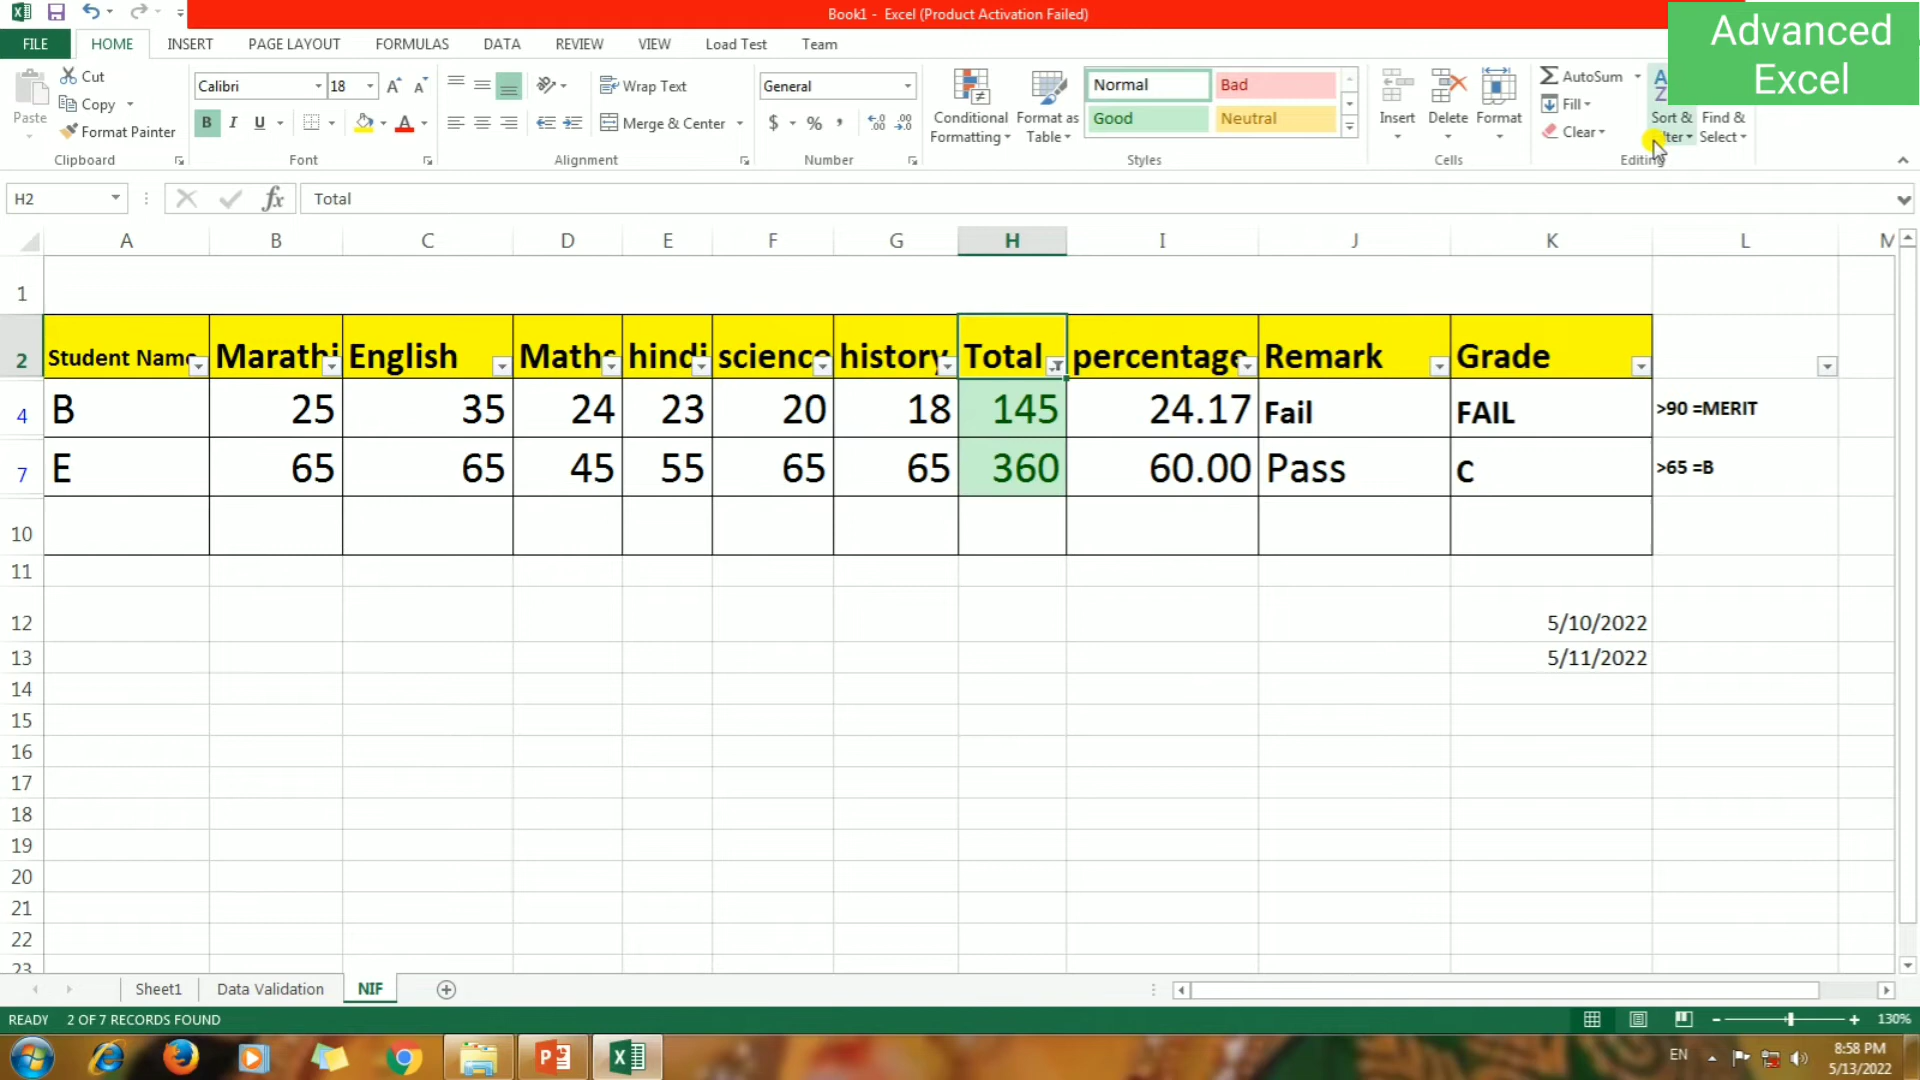 Book1 - Excel (Product Activation Failed)
Advanced
Excel
FILE HOME INSERT PAGE LAYOUT FORMULAS DATA REVIEW VIEW Load Test Team
Paste
Cut
Copy
Format Painter
Clipboard
Calibri 18
B I U
Font
Wrap Text
Merge & Center
Alignment
General
$ % ,
Number
Conditional
Formatting
Format as
Table
Normal Bad
Good Neutral
Styles
Insert Delete Format
Cells
AutoSum
Fill
Clear
Sort &
Find &
Select
Editing
H2 fx Total
A B C D E F G H I J K L M
1
2 Student Name Marathi English Maths hindi science history Total percentage Remark Grade
4 B 25 35 24 23 20 18 145 24.17 Fail FAIL >90 =MERIT
7 E 65 65 45 55 65 65 360 60.00 Pass c >65 =B
10
11
12 5/10/2022
13 5/11/2022
14
15
16
17
18
19
20
21
22
23
Sheet1 Data Validation NIF
READY 2 OF 7 RECORDS FOUND 130%
EN 8:58 PM
5/13/2022